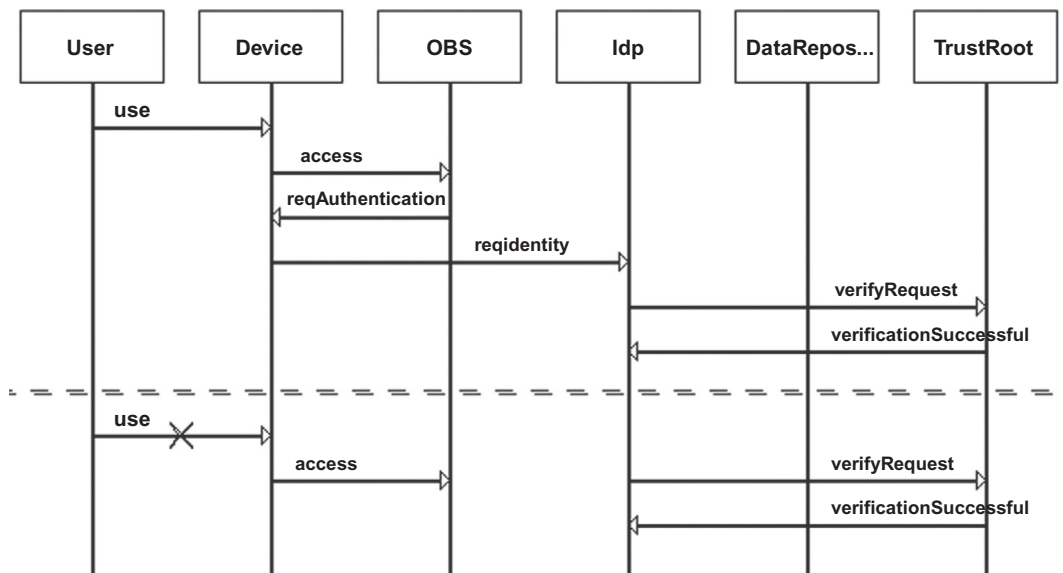 User Device OBS Idp DataRepos... TrustRoot
use
access
reqAuthentication
reqidentity
verifyRequest
verificationSuccessful
use
access verifyRequest
verificationSuccessful